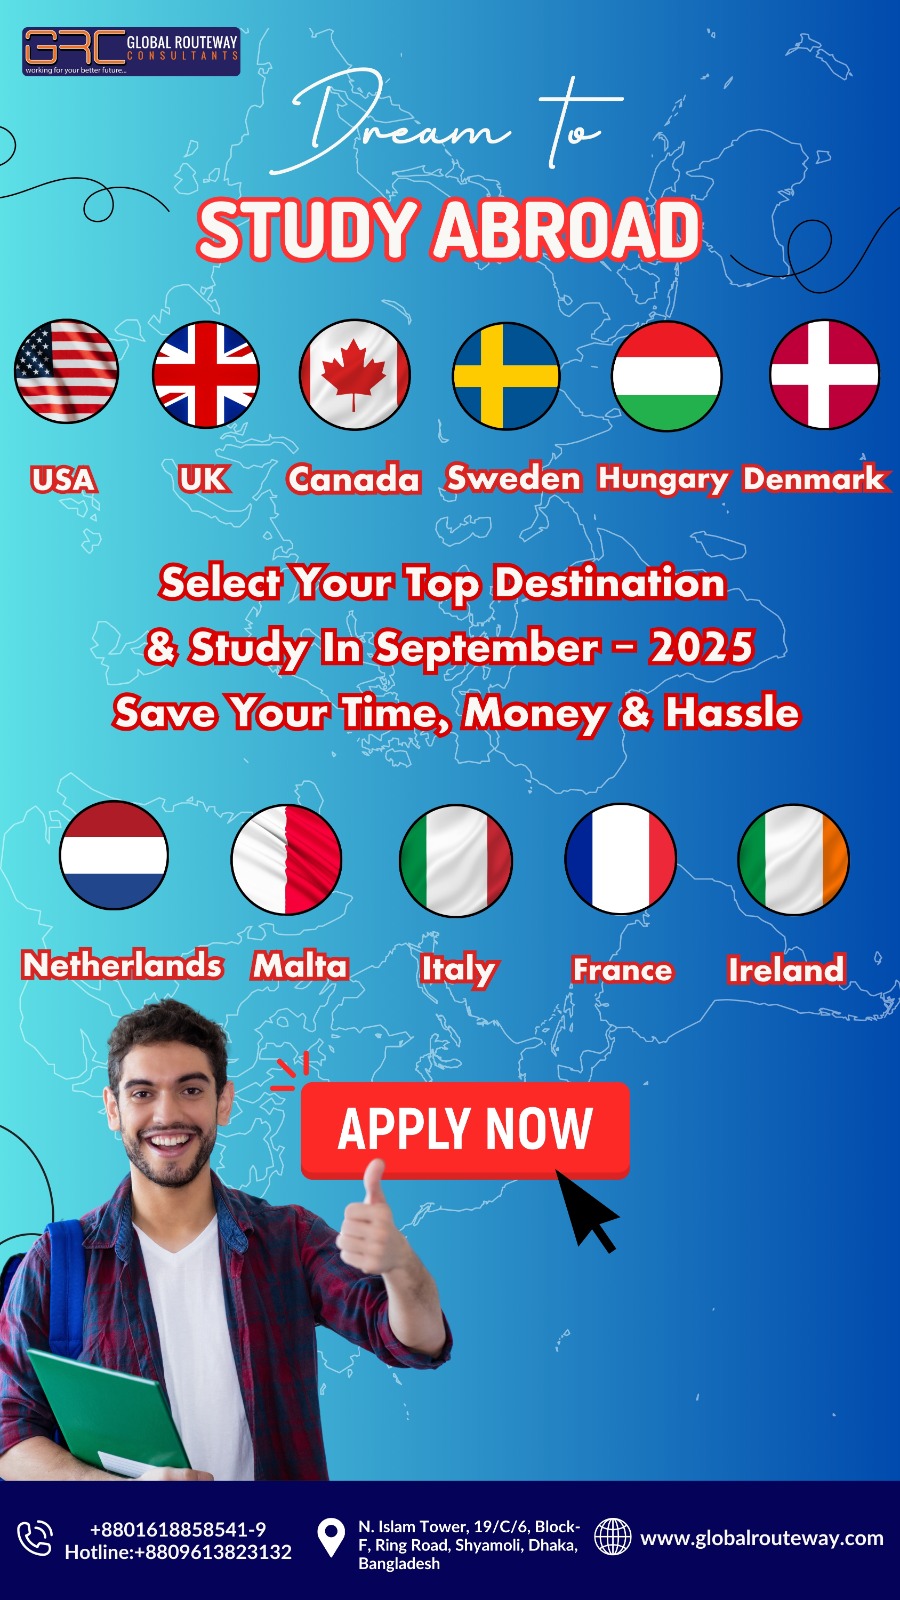 GRC GLOBAL ROUTEWAY
CONSULTANTS
working for your better future...
Dream to
STUDY ABROAD
USA UK Canada Sweden Hungary Denmark
Select Your Top Destination
& Study In September - 2025
Save Your Time, Money & Hassle
Netherlands Malta Italy France Ireland
APPLY NOW
+8801618858541-9
Hotline:+8809613823132
N. Islam Tower, 19/C/6, Block-
F, Ring Road, Shyamoli, Dhaka,
Bangladesh
www.globalrouteway.com